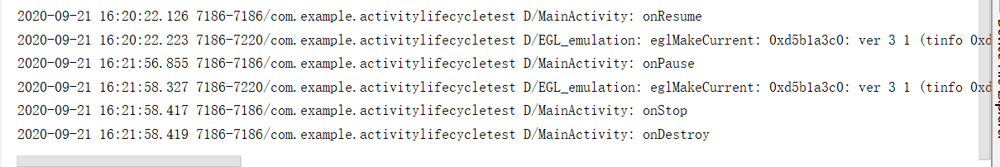 2020-09-21 16:20:22.126 7186-7186/com.example.activitylifecycletest D/MainActivity: onResume
2020-09-21 16:20:22.223 7186-7220/com.example.activitylifecycletest D/EGL_emulation: eglMakeCurrent: 0xd5b1a3c0: ver 3 1 (tinfo 0xd
2020-09-21 16:21:56.855 7186-7186/com.example.activitylifecycletest D/MainActivity: onPause
2020-09-21 16:21:58.327 7186-7220/com.example.activitylifecycletest D/EGL_emulation: eglMakeCurrent: 0xd5b1a3c0: ver 3 1 (tinfo 0xd
2020-09-21 16:21:58.417 7186-7186/com.example.activitylifecycletest D/MainActivity: onStop
2020-09-21 16:21:58.419 7186-7186/com.example.activitylifecycletest D/MainActivity: onDestroy